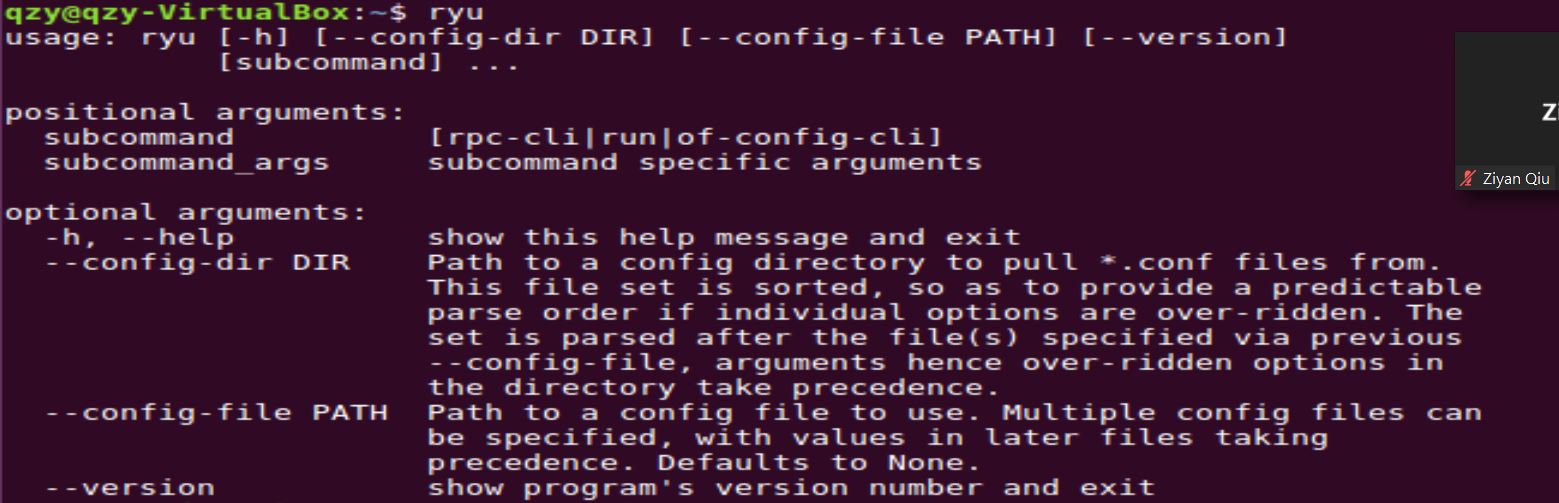 qzy@qzy-VirtualBox:~$ ryu
usage: ryu [-h] [--config-dir DIR] [--config-file PATH] [--version]
           [subcommand] ...

positional arguments:
  subcommand          [rpc-cli|run|of-config-cli]
  subcommand_args     subcommand specific arguments

optional arguments:
  -h, --help          show this help message and exit
  --config-dir DIR    Path to a config directory to pull *.conf files from.
                      This file set is sorted, so as to provide a predictable
                      parse order if individual options are over-ridden. The
                      set is parsed after the file(s) specified via previous
                      --config-file, arguments hence over-ridden options in
                      the directory take precedence.
  --config-file PATH  Path to a config file to use. Multiple config files can
                      be specified, with values in later files taking
                      precedence. Defaults to None.
  --version           show program's version number and exit
Ziyan Qiu